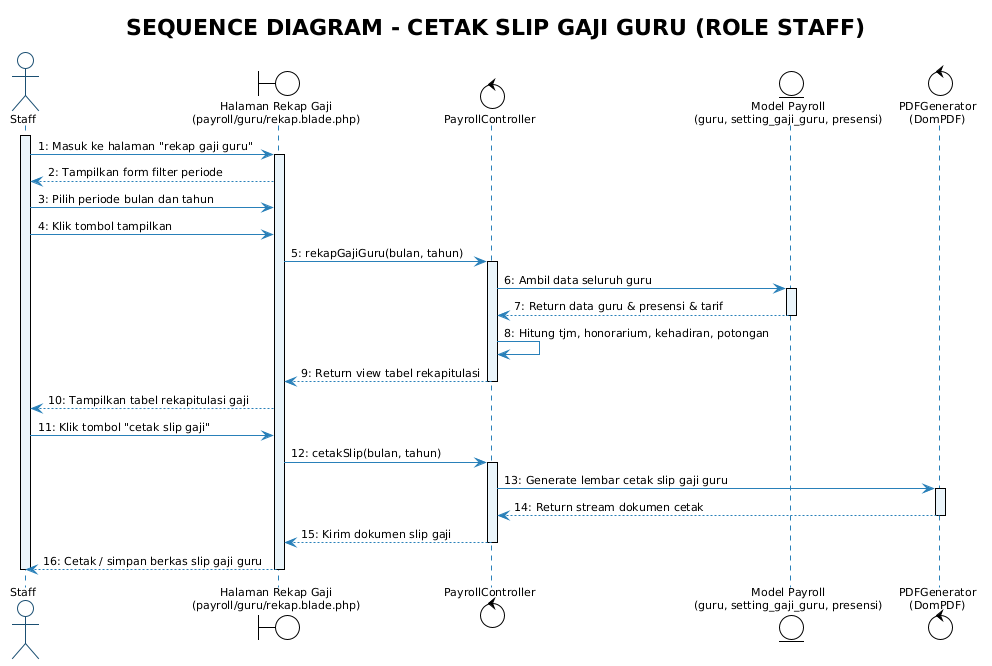 SEQUENCE DIAGRAM - CETAK SLIP GAJI GURU (ROLE STAFF)
Staff
Halaman Rekap Gaji
(payroll/guru/rekap.blade.php)
PayrollController
Model Payroll
(guru, setting_gaji_guru, presensi)
PDFGenerator
(DomPDF)
1: Masuk ke halaman "rekap gaji guru"
2: Tampilkan form filter periode
3: Pilih periode bulan dan tahun
4: Klik tombol tampilkan
5: rekapGajiGuru(bulan, tahun)
6: Ambil data seluruh guru
7: Return data guru & presensi & tarif
8: Hitung tjm, honorarium, kehadiran, potongan
9: Return view tabel rekapitulasi
10: Tampilkan tabel rekapitulasi gaji
11: Klik tombol "cetak slip gaji"
12: cetakSlip(bulan, tahun)
13: Generate lembar cetak slip gaji guru
14: Return stream dokumen cetak
15: Kirim dokumen slip gaji
16: Cetak / simpan berkas slip gaji guru
Staff
Halaman Rekap Gaji
(payroll/guru/rekap.blade.php)
PayrollController
Model Payroll
(guru, setting_gaji_guru, presensi)
PDFGenerator
(DomPDF)